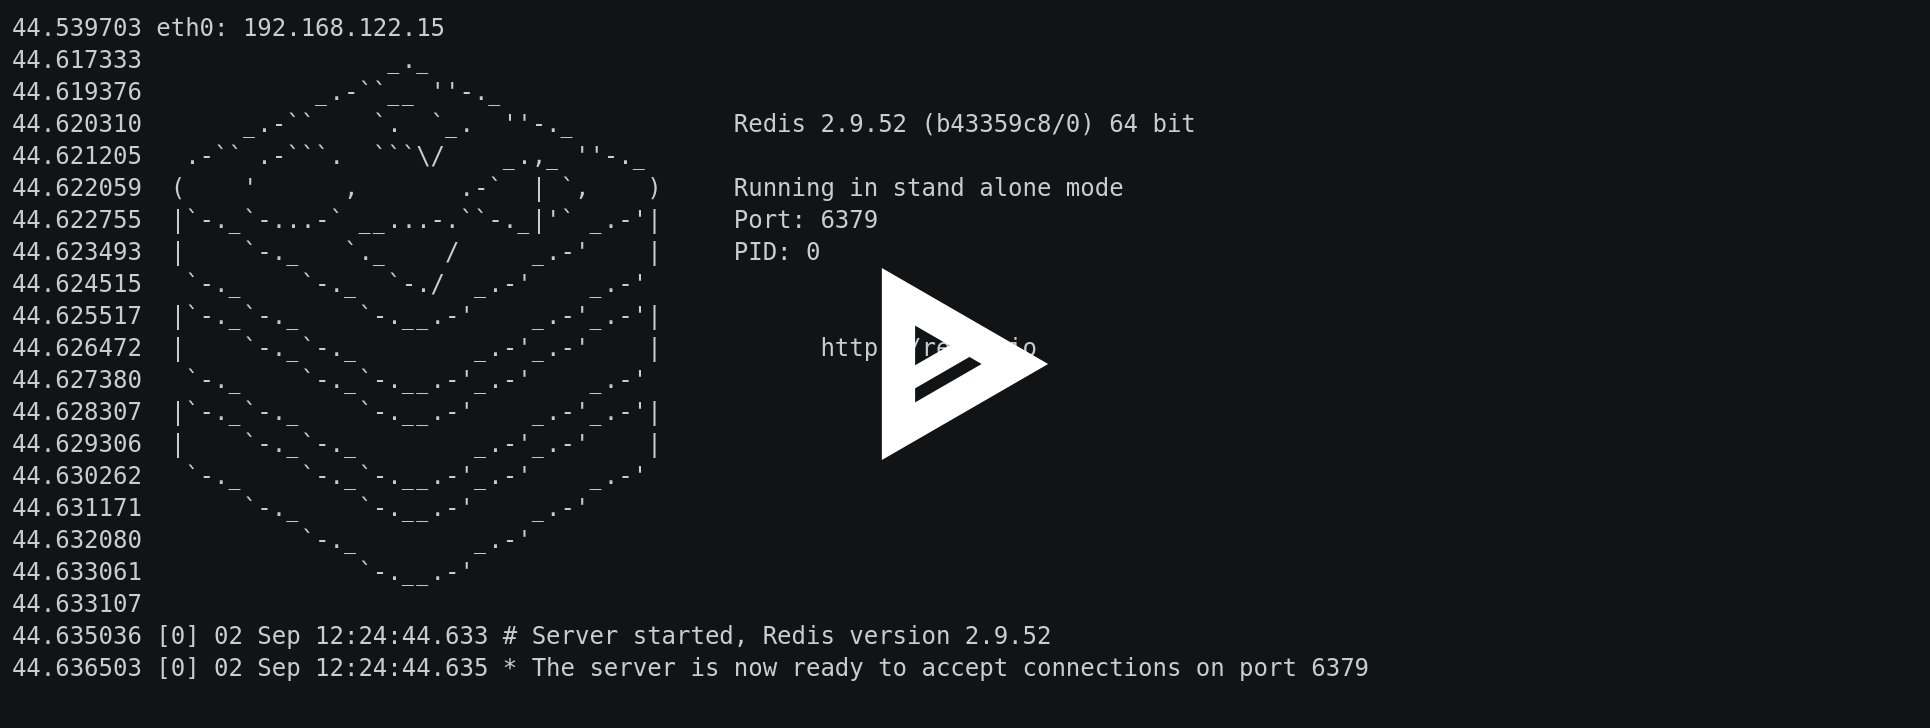 44.539703 eth0: 192.168.122.15
44.617333                 _._
44.619376            _.-``__ ''-._
44.620310       _.-``    `.  `_.  ''-._           Redis 2.9.52 (b43359c8/0) 64 bit
44.621205   .-`` .-```.  ```\/    _.,_ ''-._
44.622059  (    '      ,       .-`  | `,    )     Running in stand alone mode
44.622755  |`-._`-...-` __...-.``-._|'` _.-'|     Port: 6379
44.623493  |    `-._   `._    /     _.-'    |     PID: 0
44.624515   `-._    `-._  `-./  _.-'    _.-'
44.625517  |`-._`-._    `-.__.-'    _.-'_.-'|
44.626472  |    `-._`-._        _.-'_.-'    |           http /re io
44.627380   `-._    `-._`-.__.-'_.-'    _.-'
44.628307  |`-._`-._    `-.__.-'    _.-'_.-'|
44.629306  |    `-._`-._        _.-'_.-'    |
44.630262   `-._    `-._`-.__.-'_.-'    _.-'
44.631171       `-._    `-.__.-'    _.-'
44.632080           `-._        _.-'
44.633061               `-.__.-'
44.633107
44.635036 [0] 02 Sep 12:24:44.633 # Server started, Redis version 2.9.52
44.636503 [0] 02 Sep 12:24:44.635 * The server is now ready to accept connections on port 6379